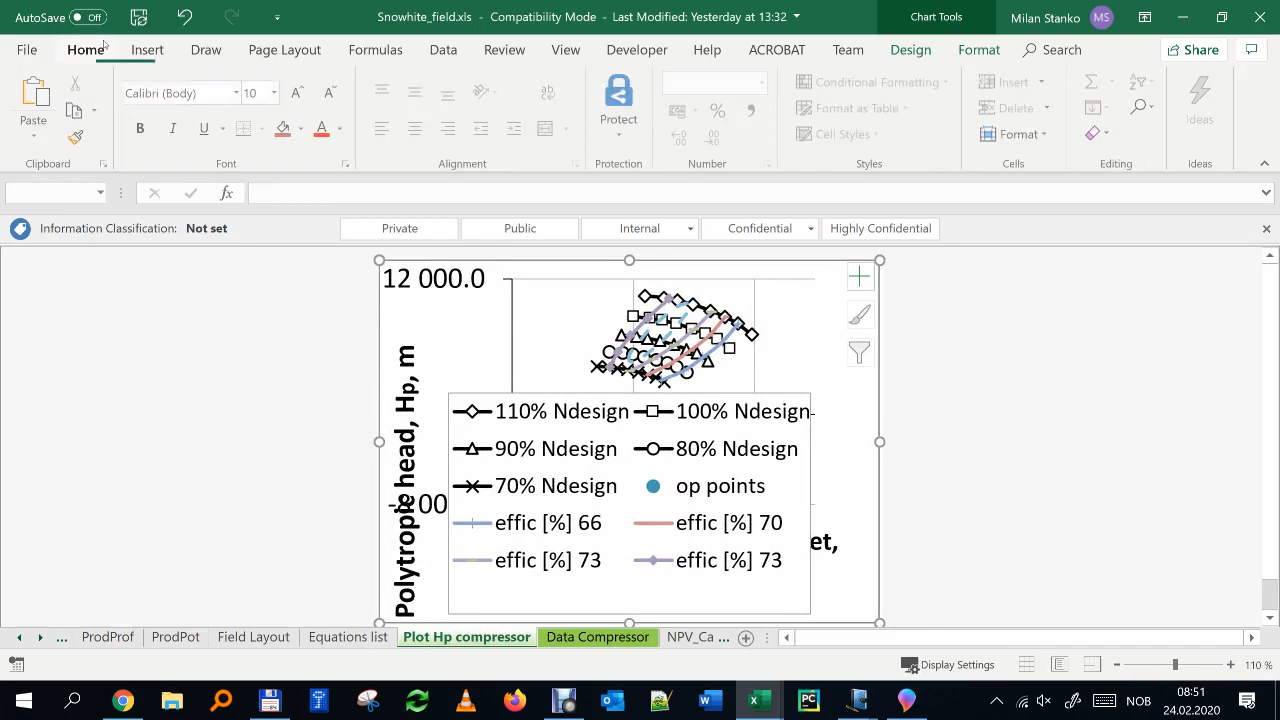 AutoSave Off Snowhite_field.xls - Compatibility Mode - Last Modified: Yesterday at 13:32 Chart Tools Milan Stanko MS
File Home Insert Draw Page Layout Formulas Data Review View Developer Help ACROBAT Team Design Format Search Share
Calibri (Body) 10 Conditional Formatting Insert
Paste Protect Format as Table Delete Ideas
Cell Styles Format
Clipboard Font Alignment Protection Number Styles Cells Editing Ideas
fx
Information Classification: Not set Private Public Internal Confidential Highly Confidential
12 000.0
Polytropic head, Hp, m
110% Ndesign 100% Ndesign
90% Ndesign 80% Ndesign
70% Ndesign op points
effic [%] 66 effic [%] 70
et,
effic [%] 73 effic [%] 73
... ProdProf ProdPot Field Layout Equations list Plot Hp compressor Data Compressor NPV_Ca ...
Display Settings 110 %
NOB 08:51
24.02.2020